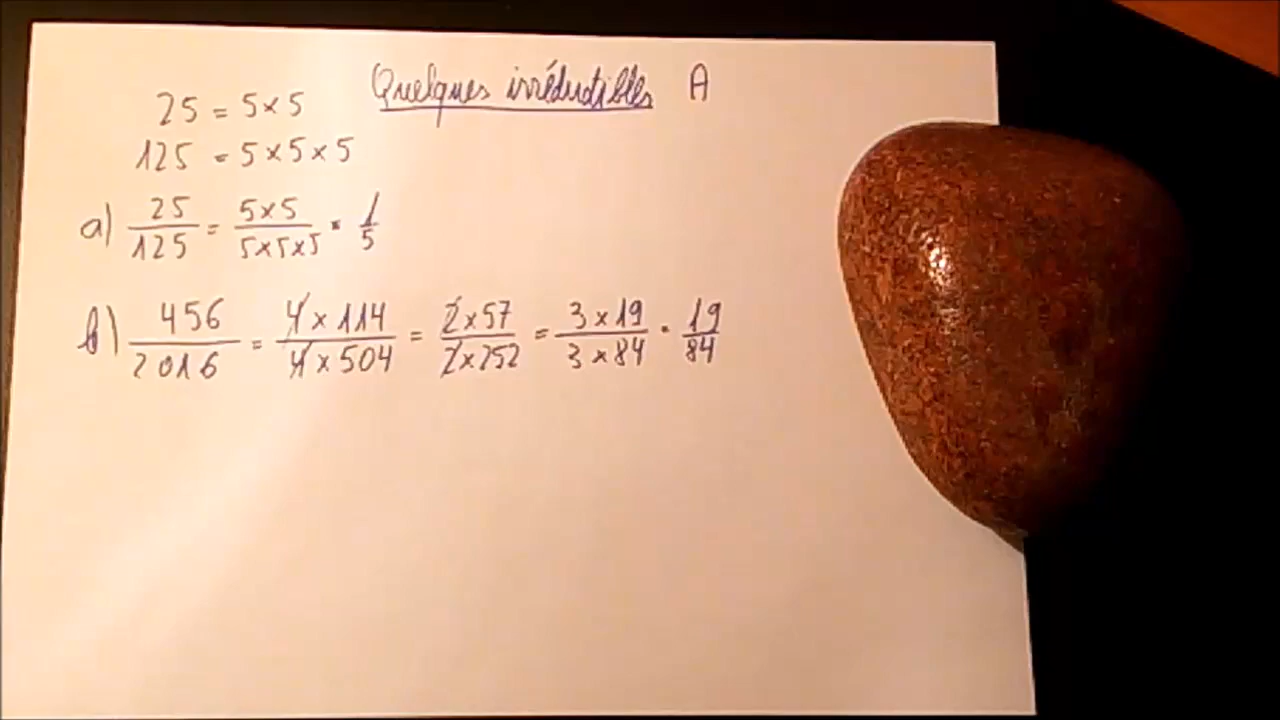 Quelques irréductibles A
25 = 5 × 5
125 = 5 × 5 × 5
a) 25/125 = 5×5/5×5×5 = 1/5
b) 456/2016 = 4×114/4×504 = 2×57/2×252 = 3×19/3×84 = 19/84